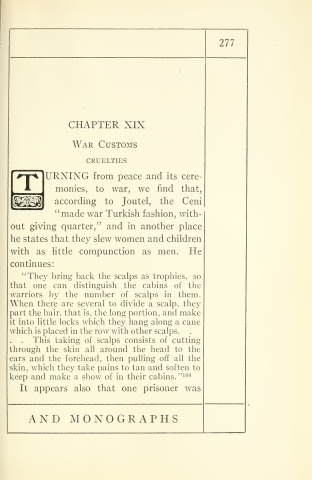 277
CHAPTER XIX
WAR CUSTOMS
CRUELTIES
TURNING from peace and its cere-
monies, to war, we find that,
according to Joutel, the Ceni
"made war Turkish fashion, with-
out giving quarter," and in another place
he states that they slew women and children
with as little compunction as men. He
continues:
"They bring back the scalps as trophies, so
that one can distinguish the cabins of the
warriors by the number of scalps in them.
When there are several to divide a scalp, they
part the hair, that is, the long portion, and make
it into little locks which they hang along a cane
which is placed in the row with other scalps. .
. . This taking of scalps consists of cutting
through the skin all around the head to the
ears and the forehead, then pulling off all the
skin, which they take pains to tan and soften to
keep and make a show of in their cabins."¹⁶⁴
It appears also that one prisoner was
AND MONOGRAPHS